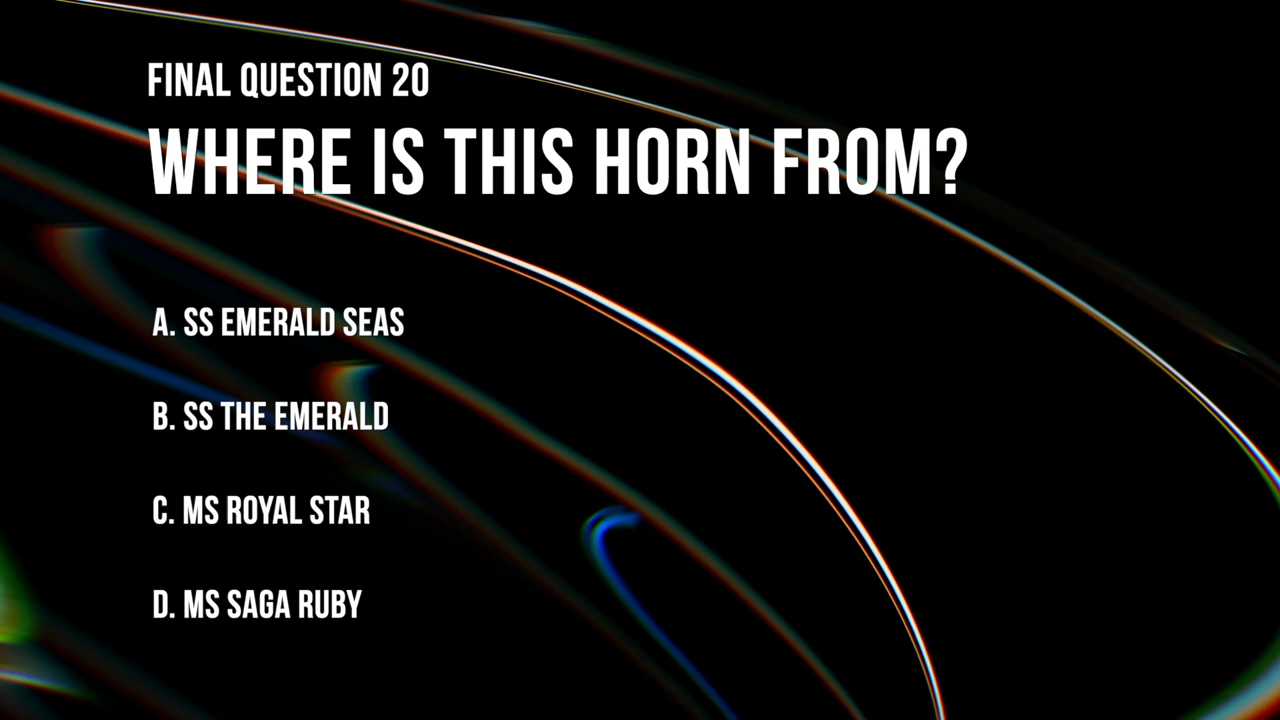 FINAL QUESTION 20
WHERE IS THIS HORN FROM?
A. SS EMERALD SEAS
B. SS THE EMERALD
C. MS ROYAL STAR
D. MS SAGA RUBY